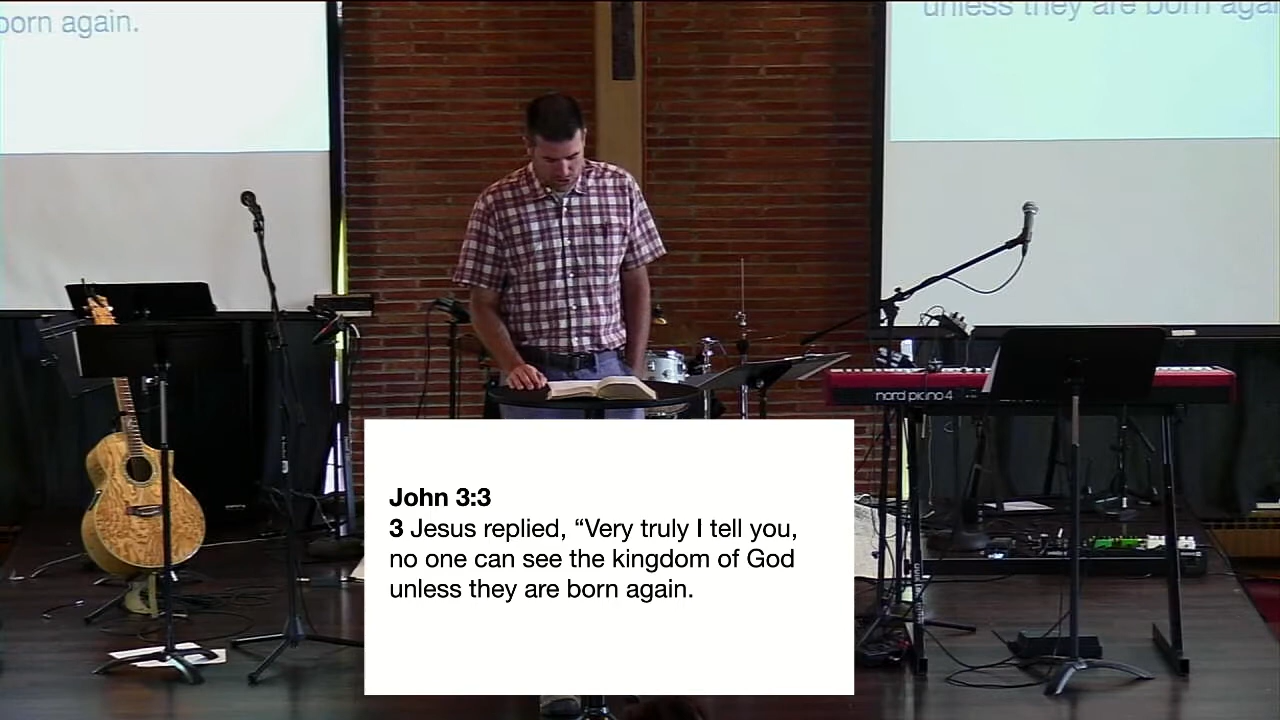 born again.
unless they are born agai
nord piano 4
John 3:3
3 Jesus replied, “Very truly I tell you,
no one can see the kingdom of God
unless they are born again.